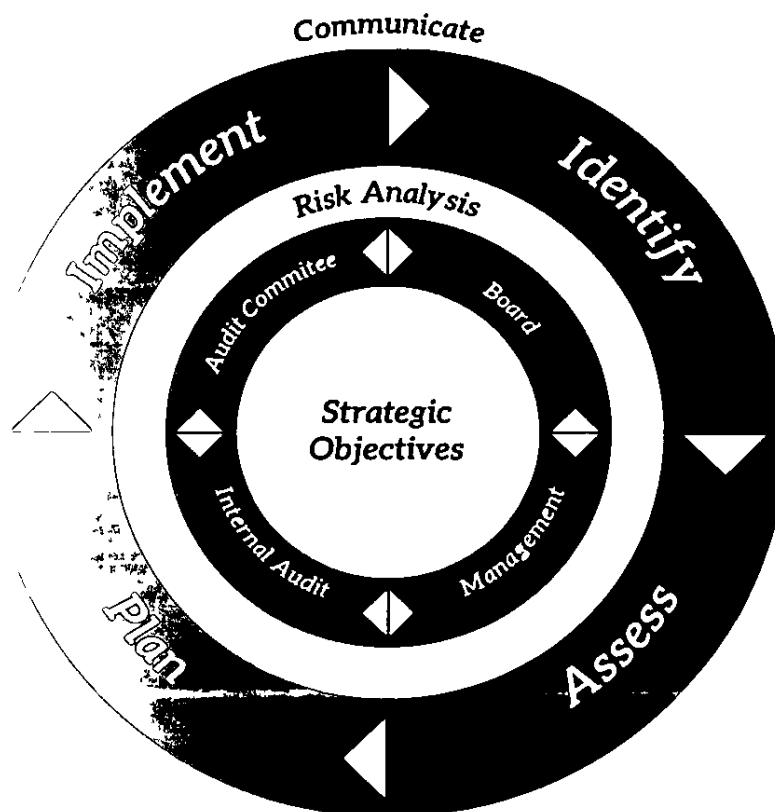 Communicate
Implement
Identify
Risk Analysis
Audit Commitee
Board
Strategic
Objectives
Internal Audit
Management
Plan
Assess